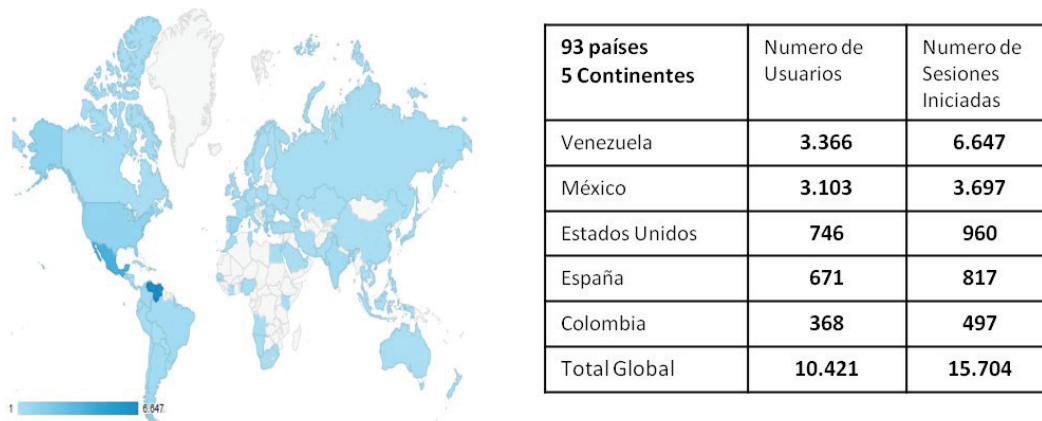 93 países
5 Continentes
Numero de
Usuarios
Numero de
Sesiones
Iniciadas
Venezuela 3.366 6.647
México 3.103 3.697
Estados Unidos 746 960
España 671 817
Colombia 368 497
Total Global 10.421 15.704
1 6.647